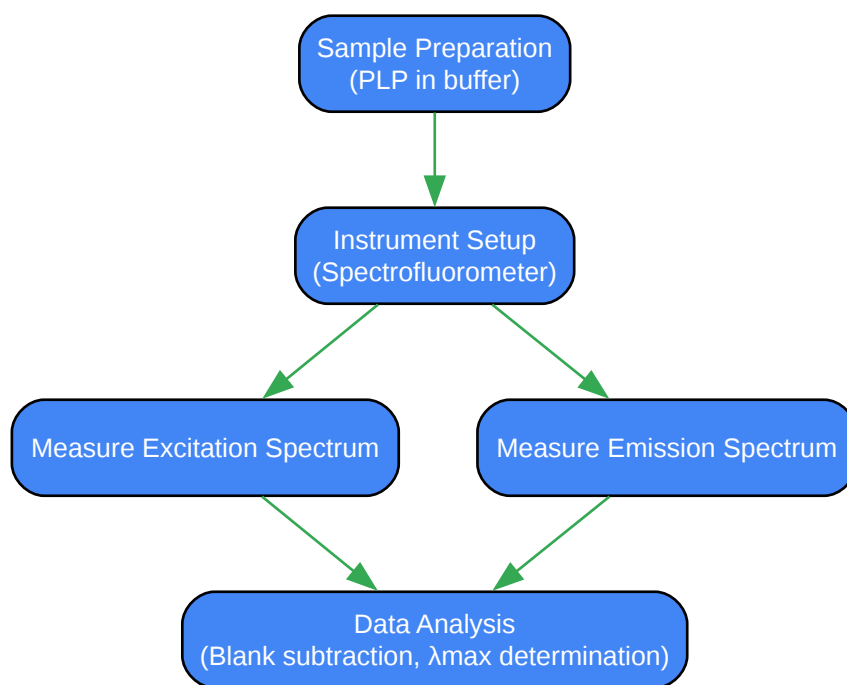 Sample Preparation
(PLP in buffer)
Instrument Setup
(Spectrofluorometer)
Measure Excitation Spectrum
Measure Emission Spectrum
Data Analysis
(Blank subtraction, λmax determination)